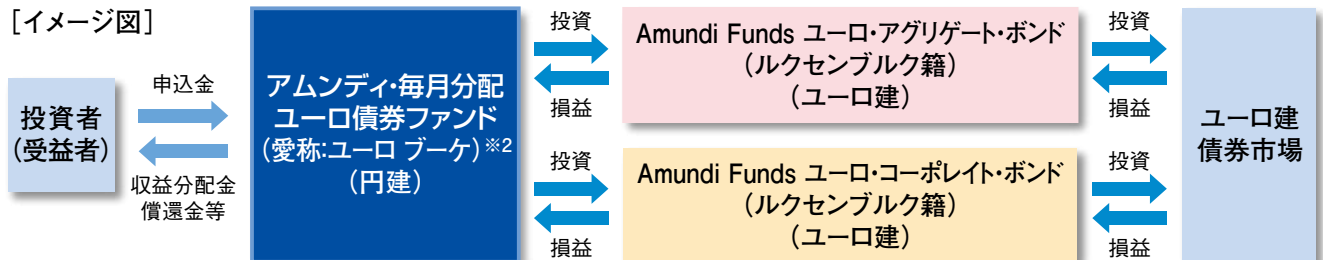 [イメージ図]
投資者
(受益者)
申込金
収益分配金
償還金等
アムンディ・毎月分配
ユーロ債券ファンド
(愛称:ユーロ ブーケ)※2
(円建)
投資
損益
投資
損益
Amundi Funds ユーロ・アグリゲート・ボンド
(ルクセンブルク籍)
(ユーロ建)
Amundi Funds ユーロ・コーポレイト・ボンド
(ルクセンブルク籍)
(ユーロ建)
投資
損益
投資
損益
ユーロ建
債券市場